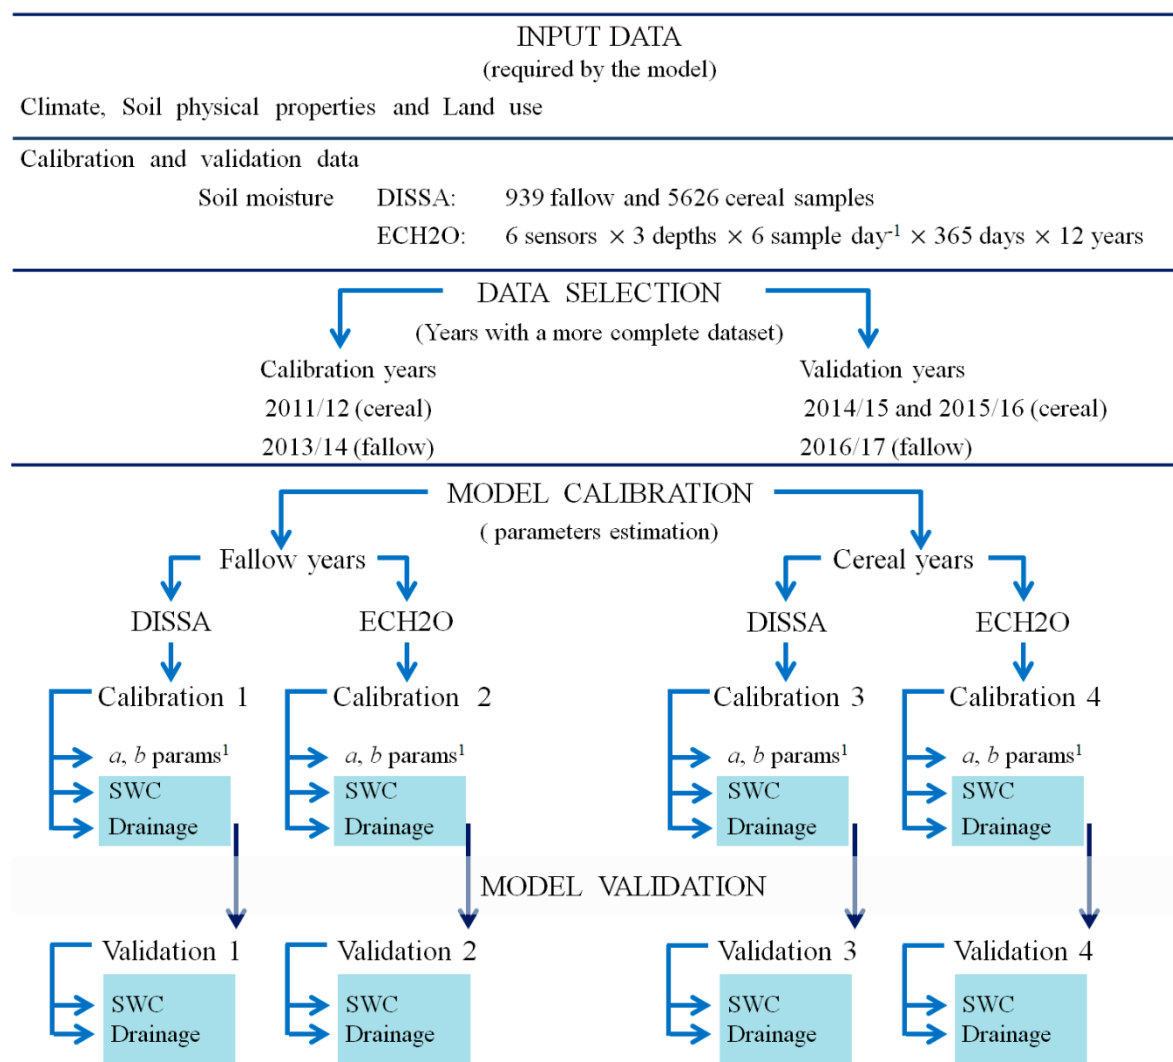 INPUT DATA
(required by the model)
Climate, Soil physical properties and Land use
Calibration and validation data
Soil moisture DISSA: 939 fallow and 5626 cereal samples
ECH2O: 6 sensors × 3 depths × 6 sample day-1 × 365 days × 12 years
DATA SELECTION
(Years with a more complete dataset)
Calibration years
2011/12 (cereal)
2013/14 (fallow)
Validation years
2014/15 and 2015/16 (cereal)
2016/17 (fallow)
MODEL CALIBRATION
( parameters estimation)
Fallow years
Cereal years
DISSA
ECH2O
DISSA
ECH2O
Calibration 1
a, b params1
SWC
Drainage
Calibration 2
a, b params1
SWC
Drainage
Calibration 3
a, b params1
SWC
Drainage
Calibration 4
a, b params1
SWC
Drainage
MODEL VALIDATION
Validation 1
SWC
Drainage
Validation 2
SWC
Drainage
Validation 3
SWC
Drainage
Validation 4
SWC
Drainage